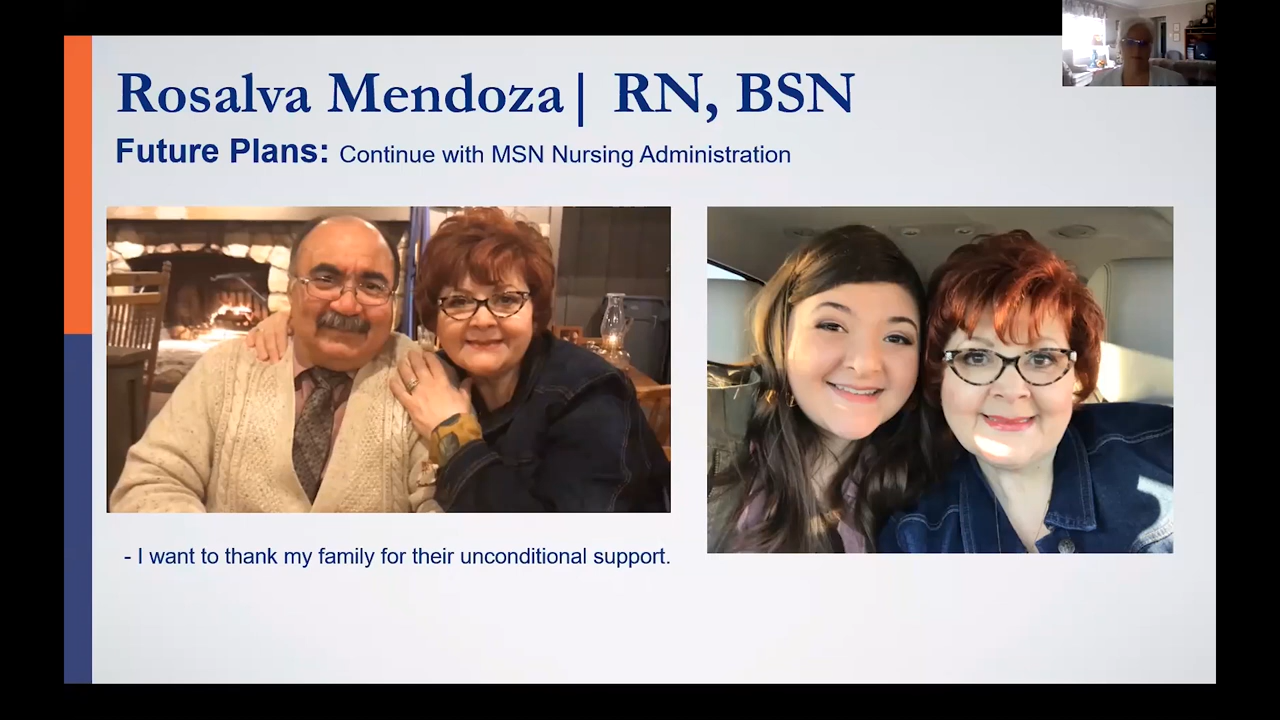 Rosalva Mendoza| RN, BSN
Future Plans: Continue with MSN Nursing Administration
- I want to thank my family for their unconditional support.